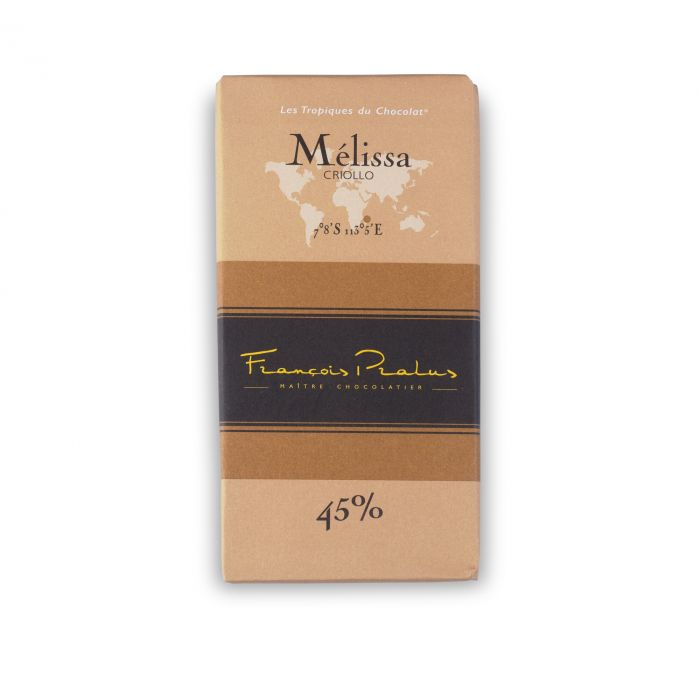 Les Tropiques du Chocolat®
Mélissa
CRIOLLO
7°8'S 113°5'E
François Pralus
MAÎTRE CHOCOLATIER
45%